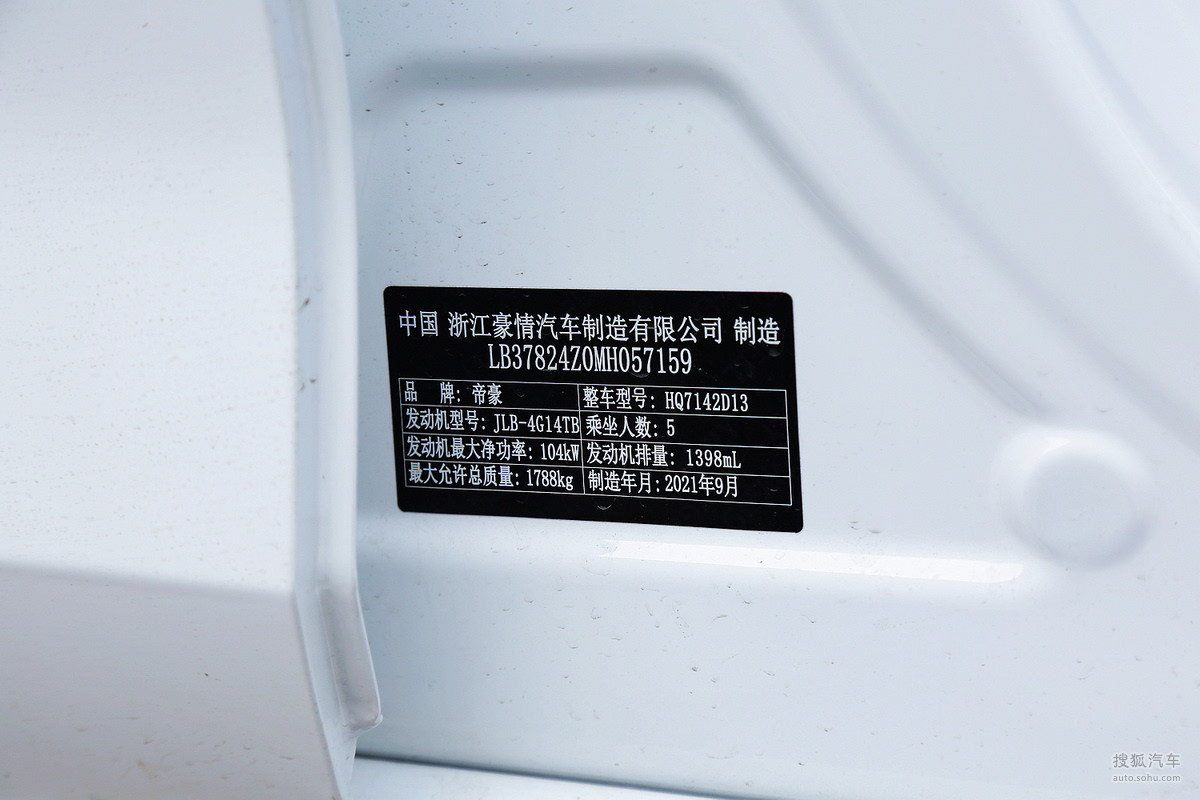 中国 浙江豪情汽车制造有限公司 制造
LB37824Z0MH057159
品 牌: 帝豪 整车型号: HQ7142D13
发动机型号: JLB-4G14TB 乘坐人数: 5
发动机最大净功率: 104kW 发动机排量: 1398mL
最大允许总质量: 1788kg 制造年月: 2021年9月
搜狐汽车
auto.sohu.com